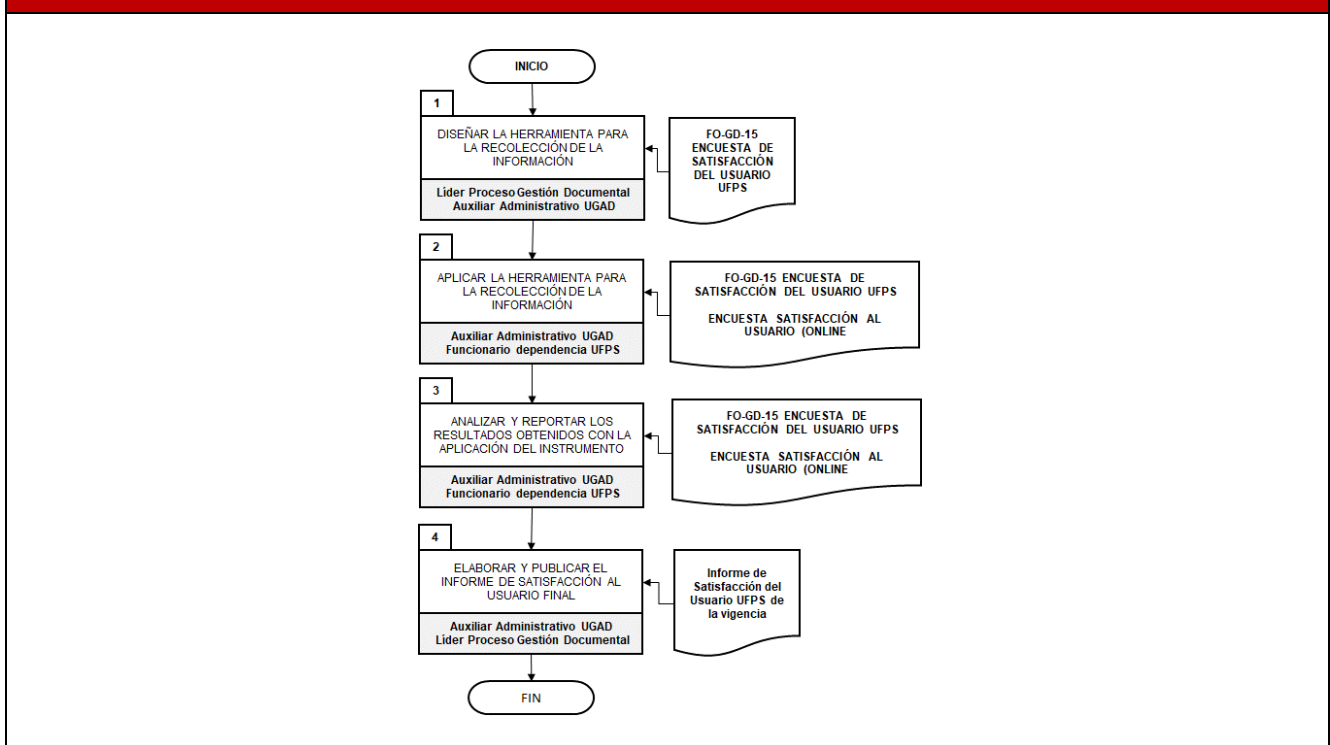 INICIO
1
DISEÑAR LA HERRAMIENTA PARA
LA RECOLECCIÓN DE LA
INFORMACIÓN
Líder Proceso Gestión Documental
Auxiliar Administrativo UGAD
FO-GD-15
ENCUESTA DE
SATISFACCIÓN
DEL USUARIO
UFPS
2
APLICAR LA HERRAMIENTA PARA
LA RECOLECCIÓN DE LA
INFORMACIÓN
Auxiliar Administrativo UGAD
Funcionario dependencia UFPS
FO-GD-15 ENCUESTA DE
SATISFACCIÓN DEL USUARIO UFPS
ENCUESTA SATISFACCIÓN AL
USUARIO (ONLINE
3
ANALIZAR Y REPORTAR LOS
RESULTADOS OBTENIDOS CON LA
APLICACIÓN DEL INSTRUMENTO
Auxiliar Administrativo UGAD
Funcionario dependencia UFPS
FO-GD-15 ENCUESTA DE
SATISFACCIÓN DEL USUARIO UFPS
ENCUESTA SATISFACCIÓN AL
USUARIO (ONLINE
4
ELABORAR Y PUBLICAR EL
INFORME DE SATISFACCIÓN AL
USUARIO FINAL
Auxiliar Administrativo UGAD
Líder Proceso Gestión Documental
Informe de
Satisfacción del
Usuario UFPS de
la vigencia
FIN